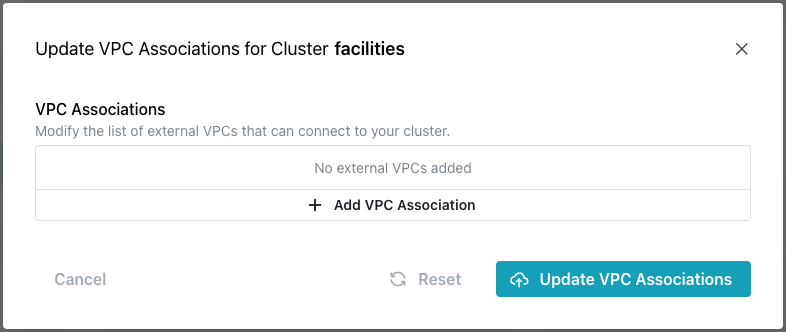 Update VPC Associations for Cluster facilities
VPC Associations
Modify the list of external VPCs that can connect to your cluster.
No external VPCs added
Add VPC Association
Cancel
Reset
Update VPC Associations